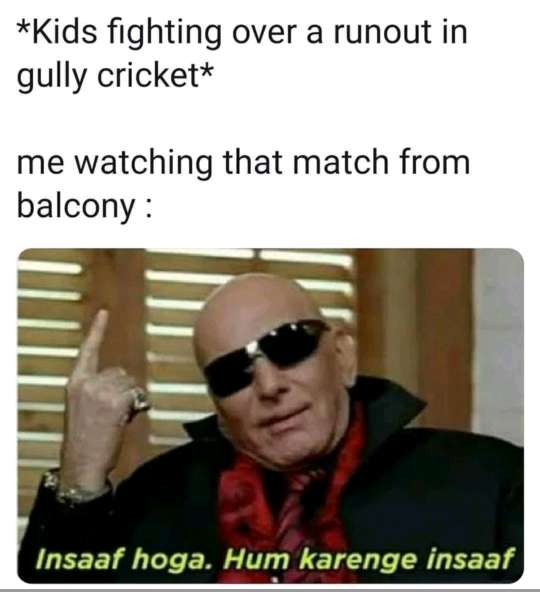 *Kids fighting over a runout in
gully cricket*
me watching that match from
balcony :
Insaaf hoga. Hum karenge insaaf